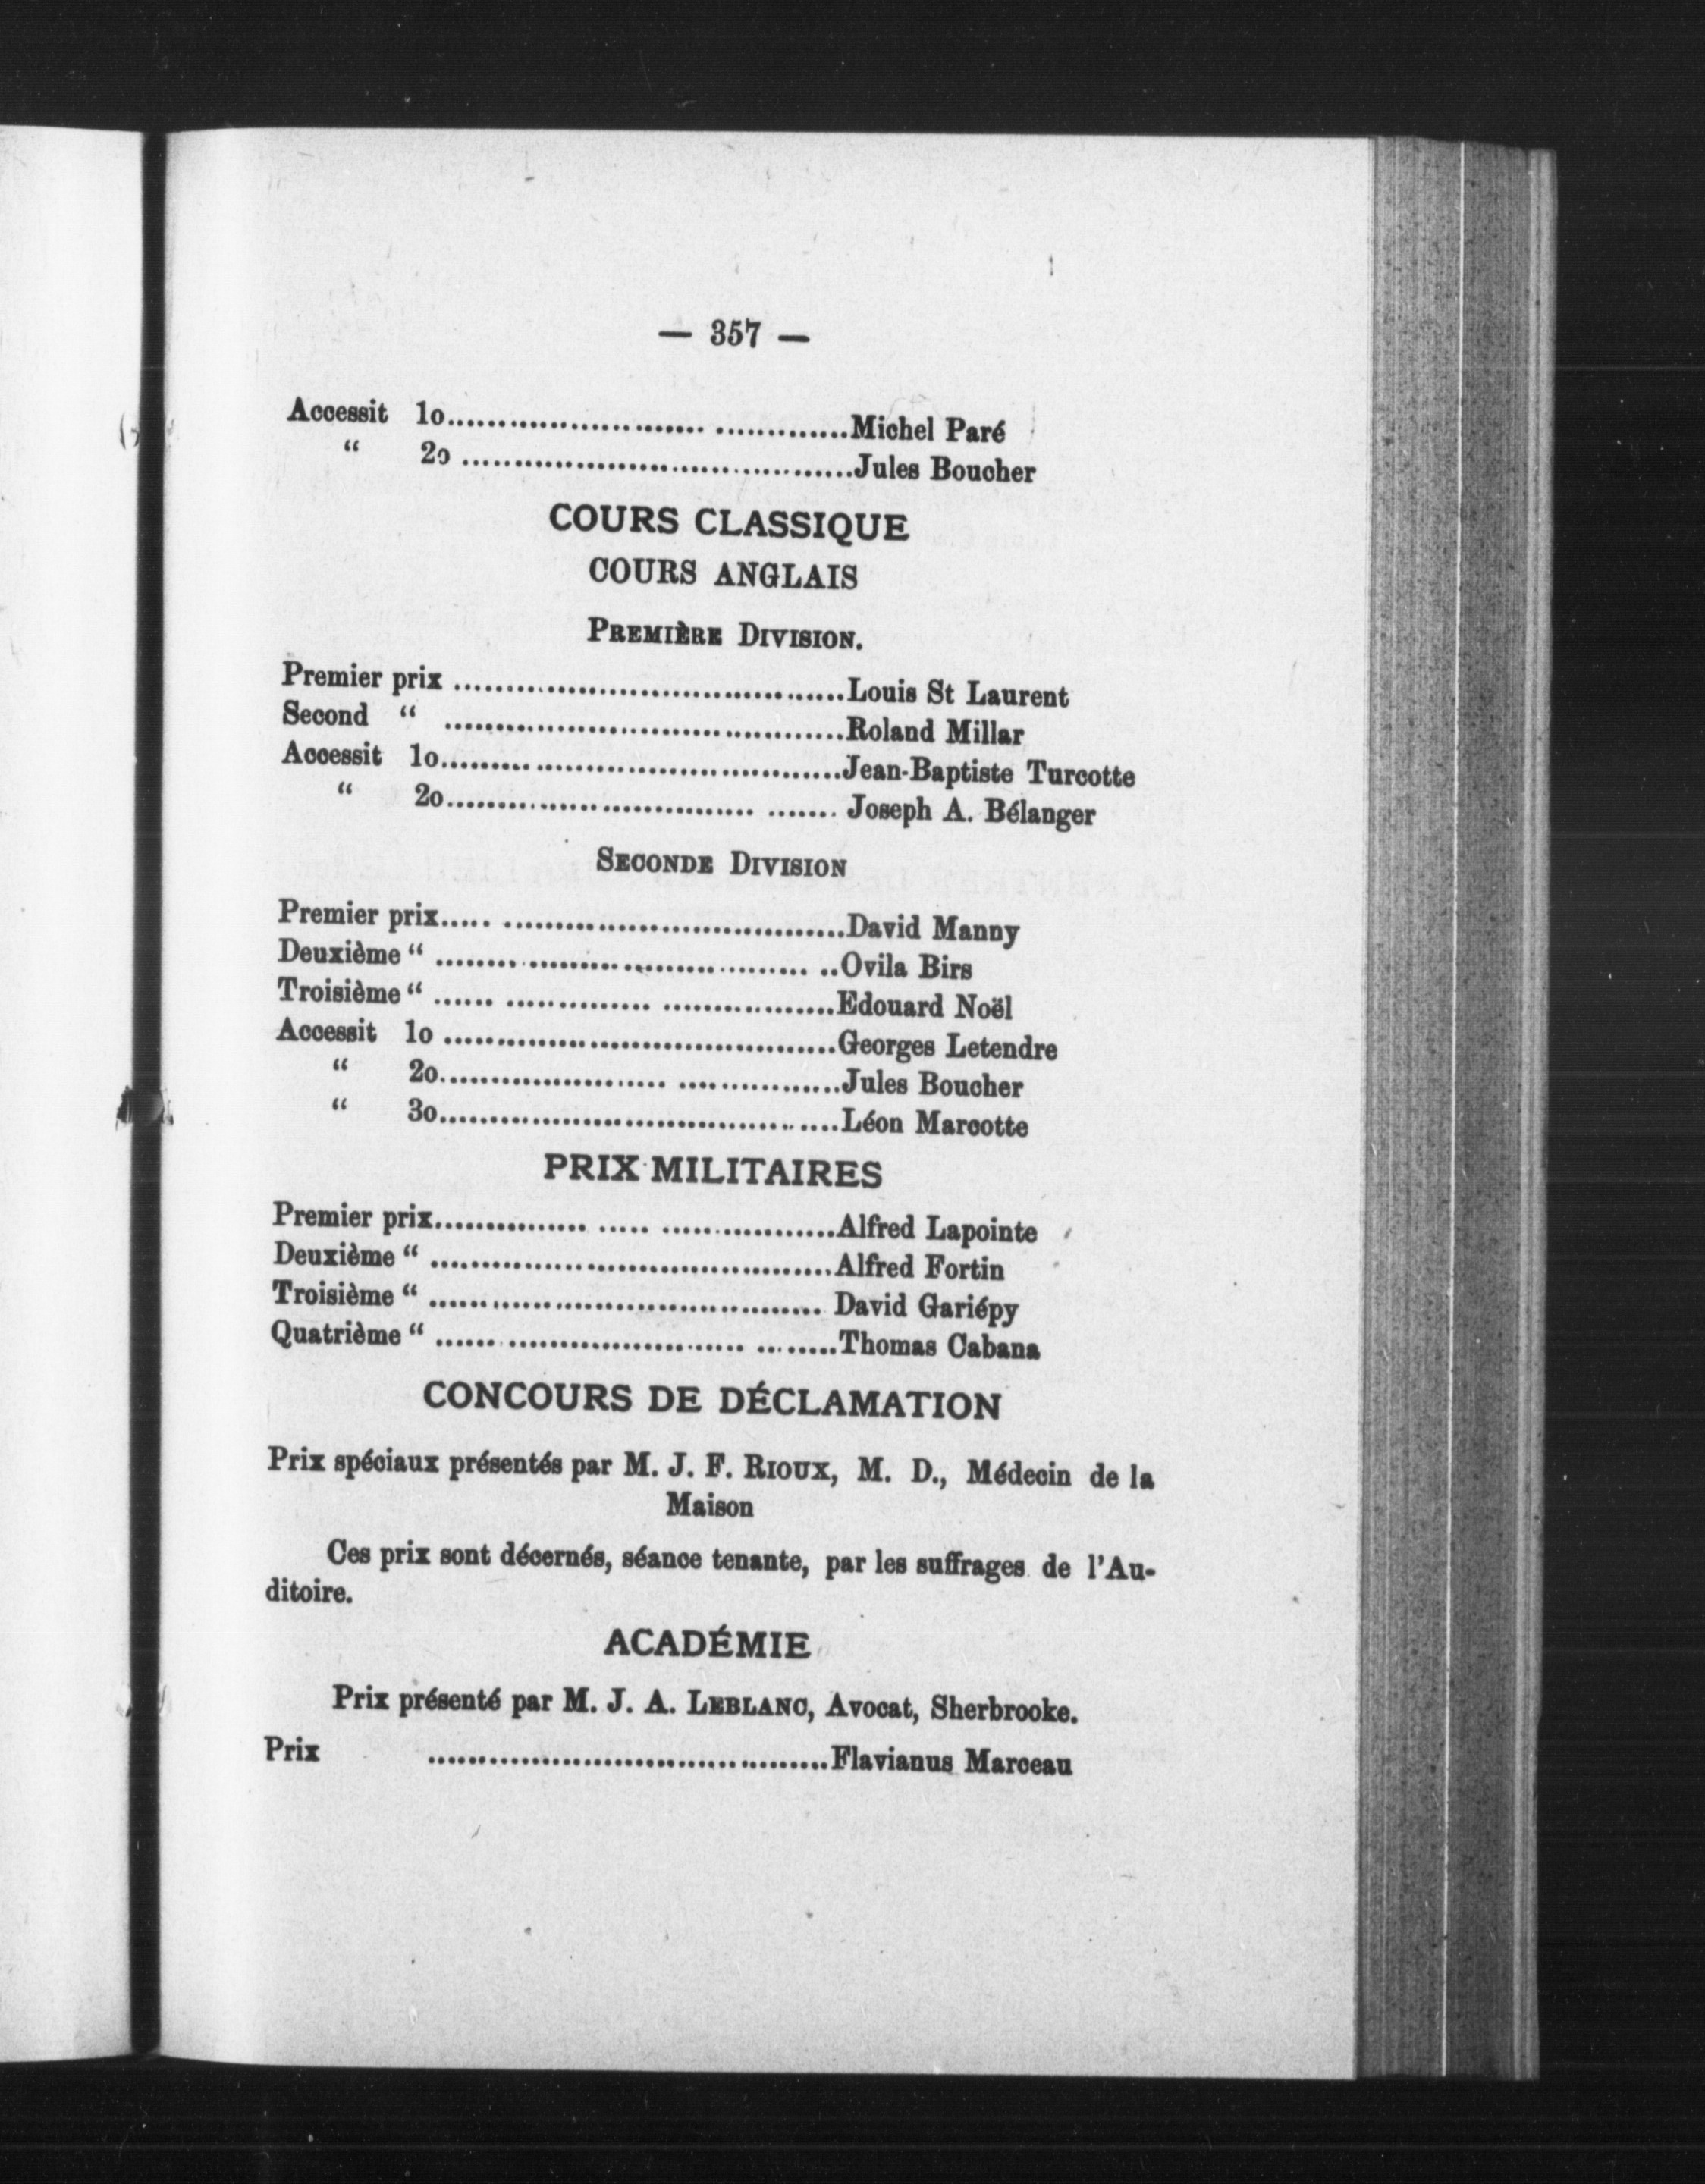 — 357 —
Accessit 1o.......................... .............Michel Paré
“ 2o .......................................Jules Boucher
COURS CLASSIQUE
COURS ANGLAIS
PREMIÈRE DIVISION.
Premier prix .......................................Louis St Laurent
Second “ ........................................Roland Millar
Accessit 1o........................................Jean-Baptiste Turcotte
“ 2o............................... ....... Joseph A. Bélanger
SECONDE DIVISION
Premier prix..... ..................................David Manny
Deuxième “ ..................................... ..Ovila Birs
Troisième “ ...... .............. .................Edouard Noël
Accessit 1o .......................................Georges Letendre
“ 2o....................... ................Jules Boucher
“ 3o........................................Léon Marcotte
PRIX MILITAIRES
Premier prix............... ..... .................Alfred Lapointe
Deuxième “ ........................................Alfred Fortin
Troisième “ ....................................... David Gariépy
Quatrième “ ...... ....................... ........Thomas Cabana
CONCOURS DE DÉCLAMATION
Prix spéciaux présentés par M. J. F. RIOUX, M. D., Médecin de la
Maison
Ces prix sont décernés, séance tenante, par les suffrages de l'Au-
ditoire.
ACADÉMIE
Prix présenté par M. J. A. LEBLANC, Avocat, Sherbrooke.
Prix ........................................Flavianus Marceau